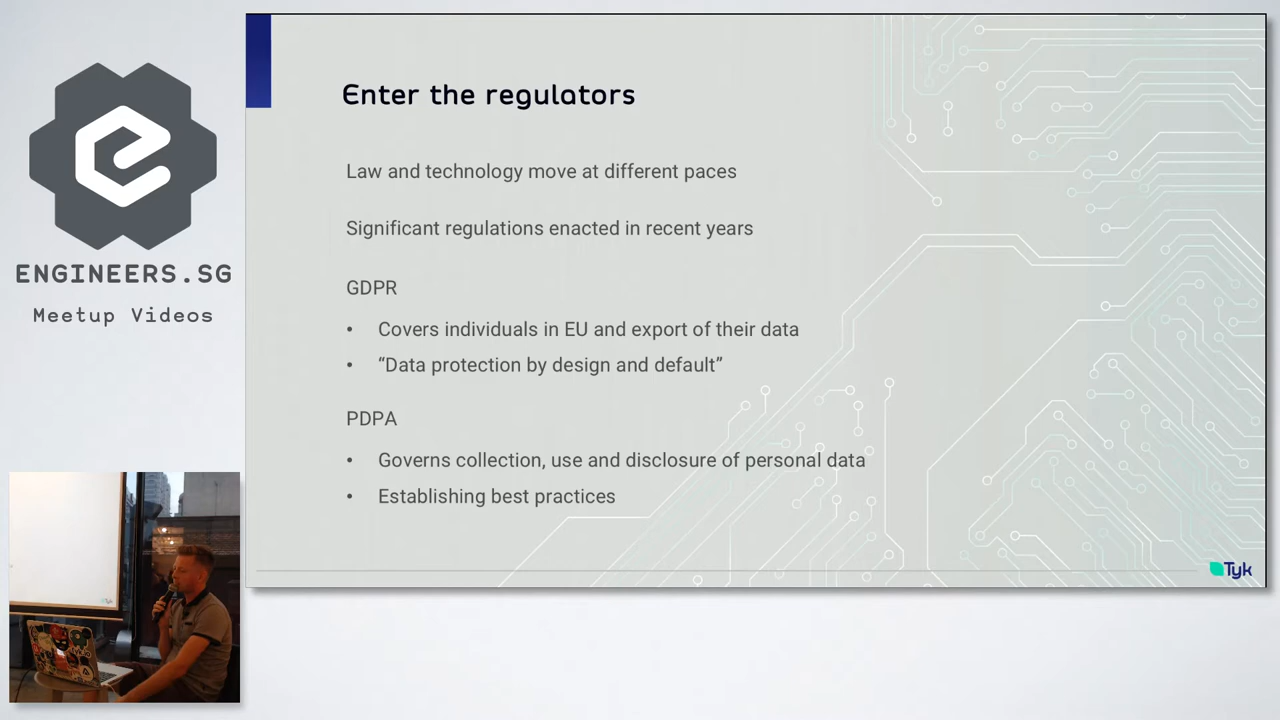 ENGINEERS.SG
Meetup Videos
Enter the regulators
Law and technology move at different paces
Significant regulations enacted in recent years
GDPR
• Covers individuals in EU and export of their data
• “Data protection by design and default”
PDPA
• Governs collection, use and disclosure of personal data
• Establishing best practices
Tyk